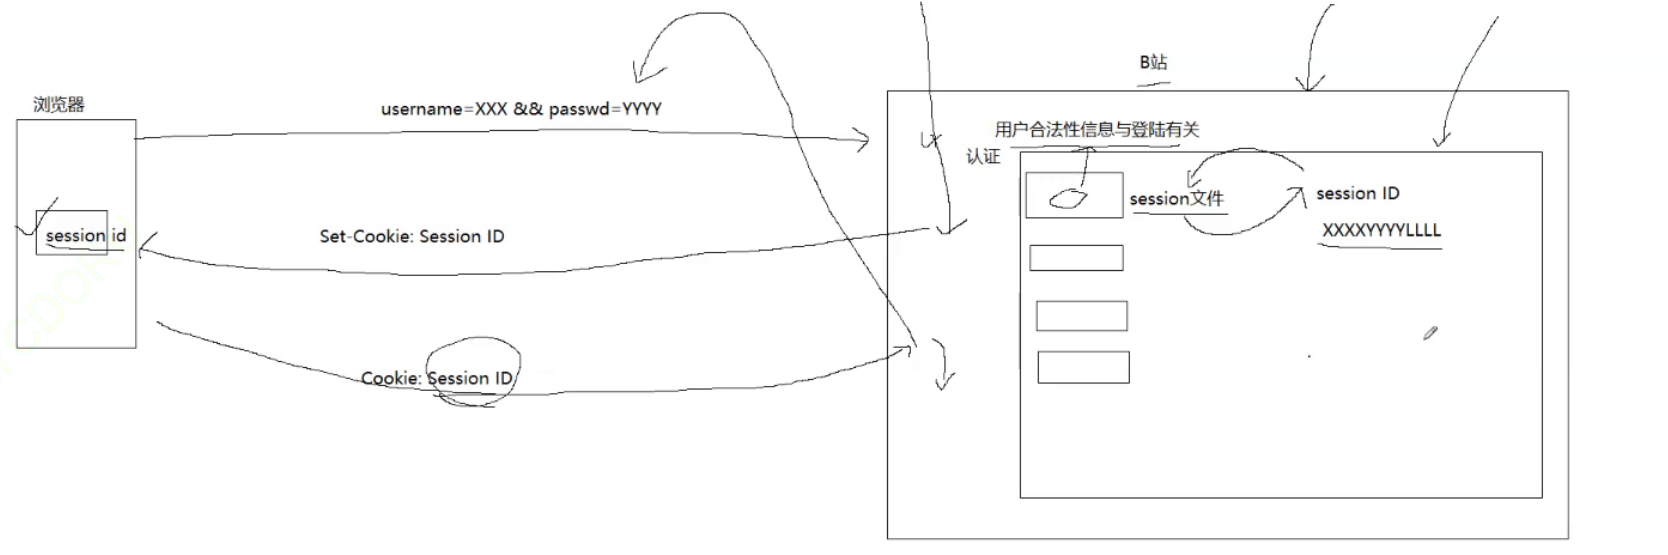 B站
浏览器
username=XXX && passwd=YYYY
用户合法性信息与登陆有关
认证
session文件
session ID
XXXXYYYYLLLL
session id
Set-Cookie: Session ID
Cookie: Session ID